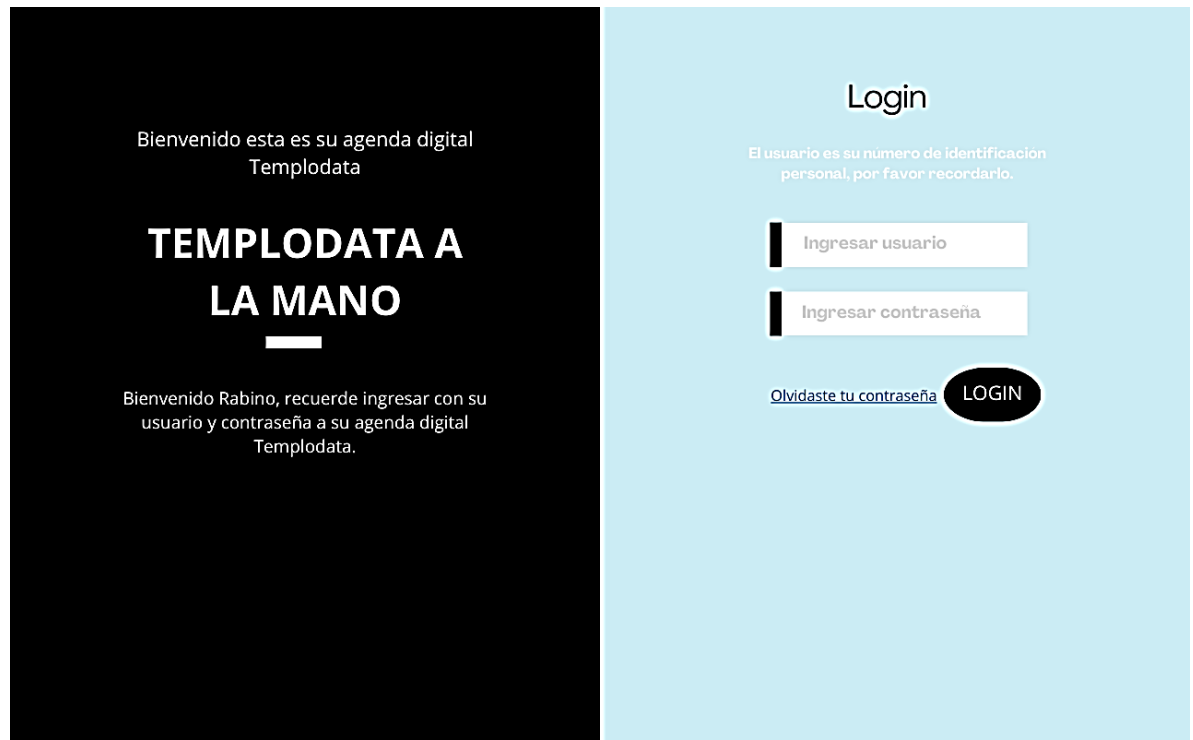 Bienvenido esta es su agenda digital
Templodata
TEMPLODATA A
LA MANO
Bienvenido Rabino, recuerde ingresar con su
usuario y contraseña a su agenda digital
Templodata.
Login
El usuario es su número de identificación
personal, por favor recordarlo.
Ingresar usuario
Ingresar contraseña
Olvidaste tu contraseña
LOGIN